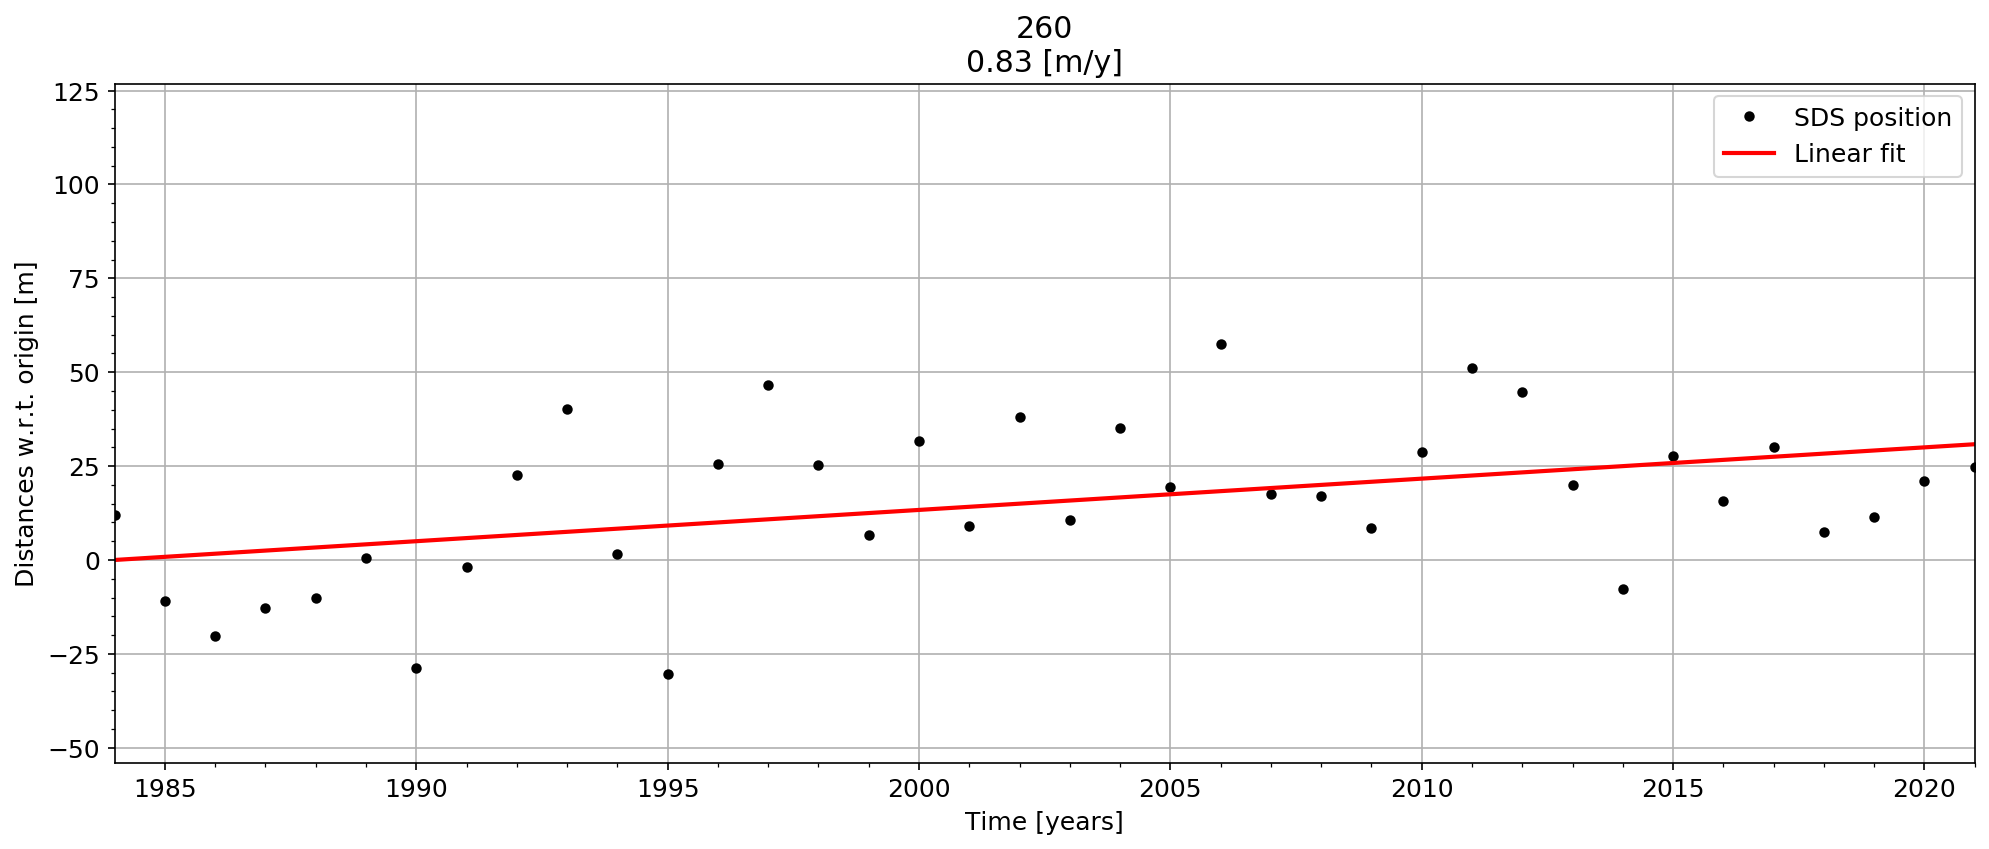 260
0.83 [m/y]
125
100
75
50
25
0
−25
−50
Distances w.r.t. origin [m]
SDS position
Linear fit
1985 1990 1995 2000 2005 2010 2015 2020
Time [years]